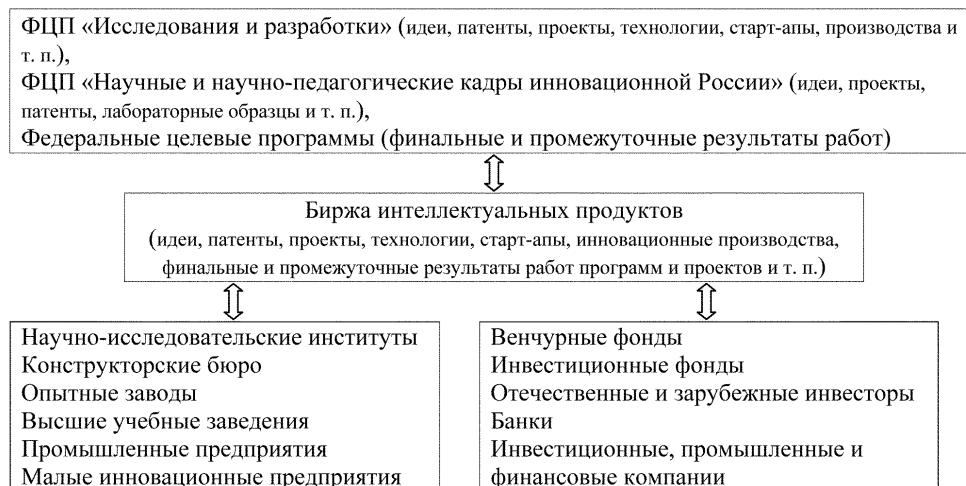 ФЦП «Исследования и разработки» (идеи, патенты, проекты, технологии, старт-апы, производства и
т. п.),
ФЦП «Научные и научно-педагогические кадры инновационной России» (идеи, проекты,
патенты, лабораторные образцы и т. п.),
Федеральные целевые программы (финальные и промежуточные результаты работ)
Биржа интеллектуальных продуктов
(идеи, патенты, проекты, технологии, старт-апы, инновационные производства,
финальные и промежуточные результаты работ программ и проектов и т. п.)
Научно-исследовательские институты
Конструкторские бюро
Опытные заводы
Высшие учебные заведения
Промышленные предприятия
Малые инновационные предприятия
Венчурные фонды
Инвестиционные фонды
Отечественные и зарубежные инвесторы
Банки
Инвестиционные, промышленные и
финансовые компании